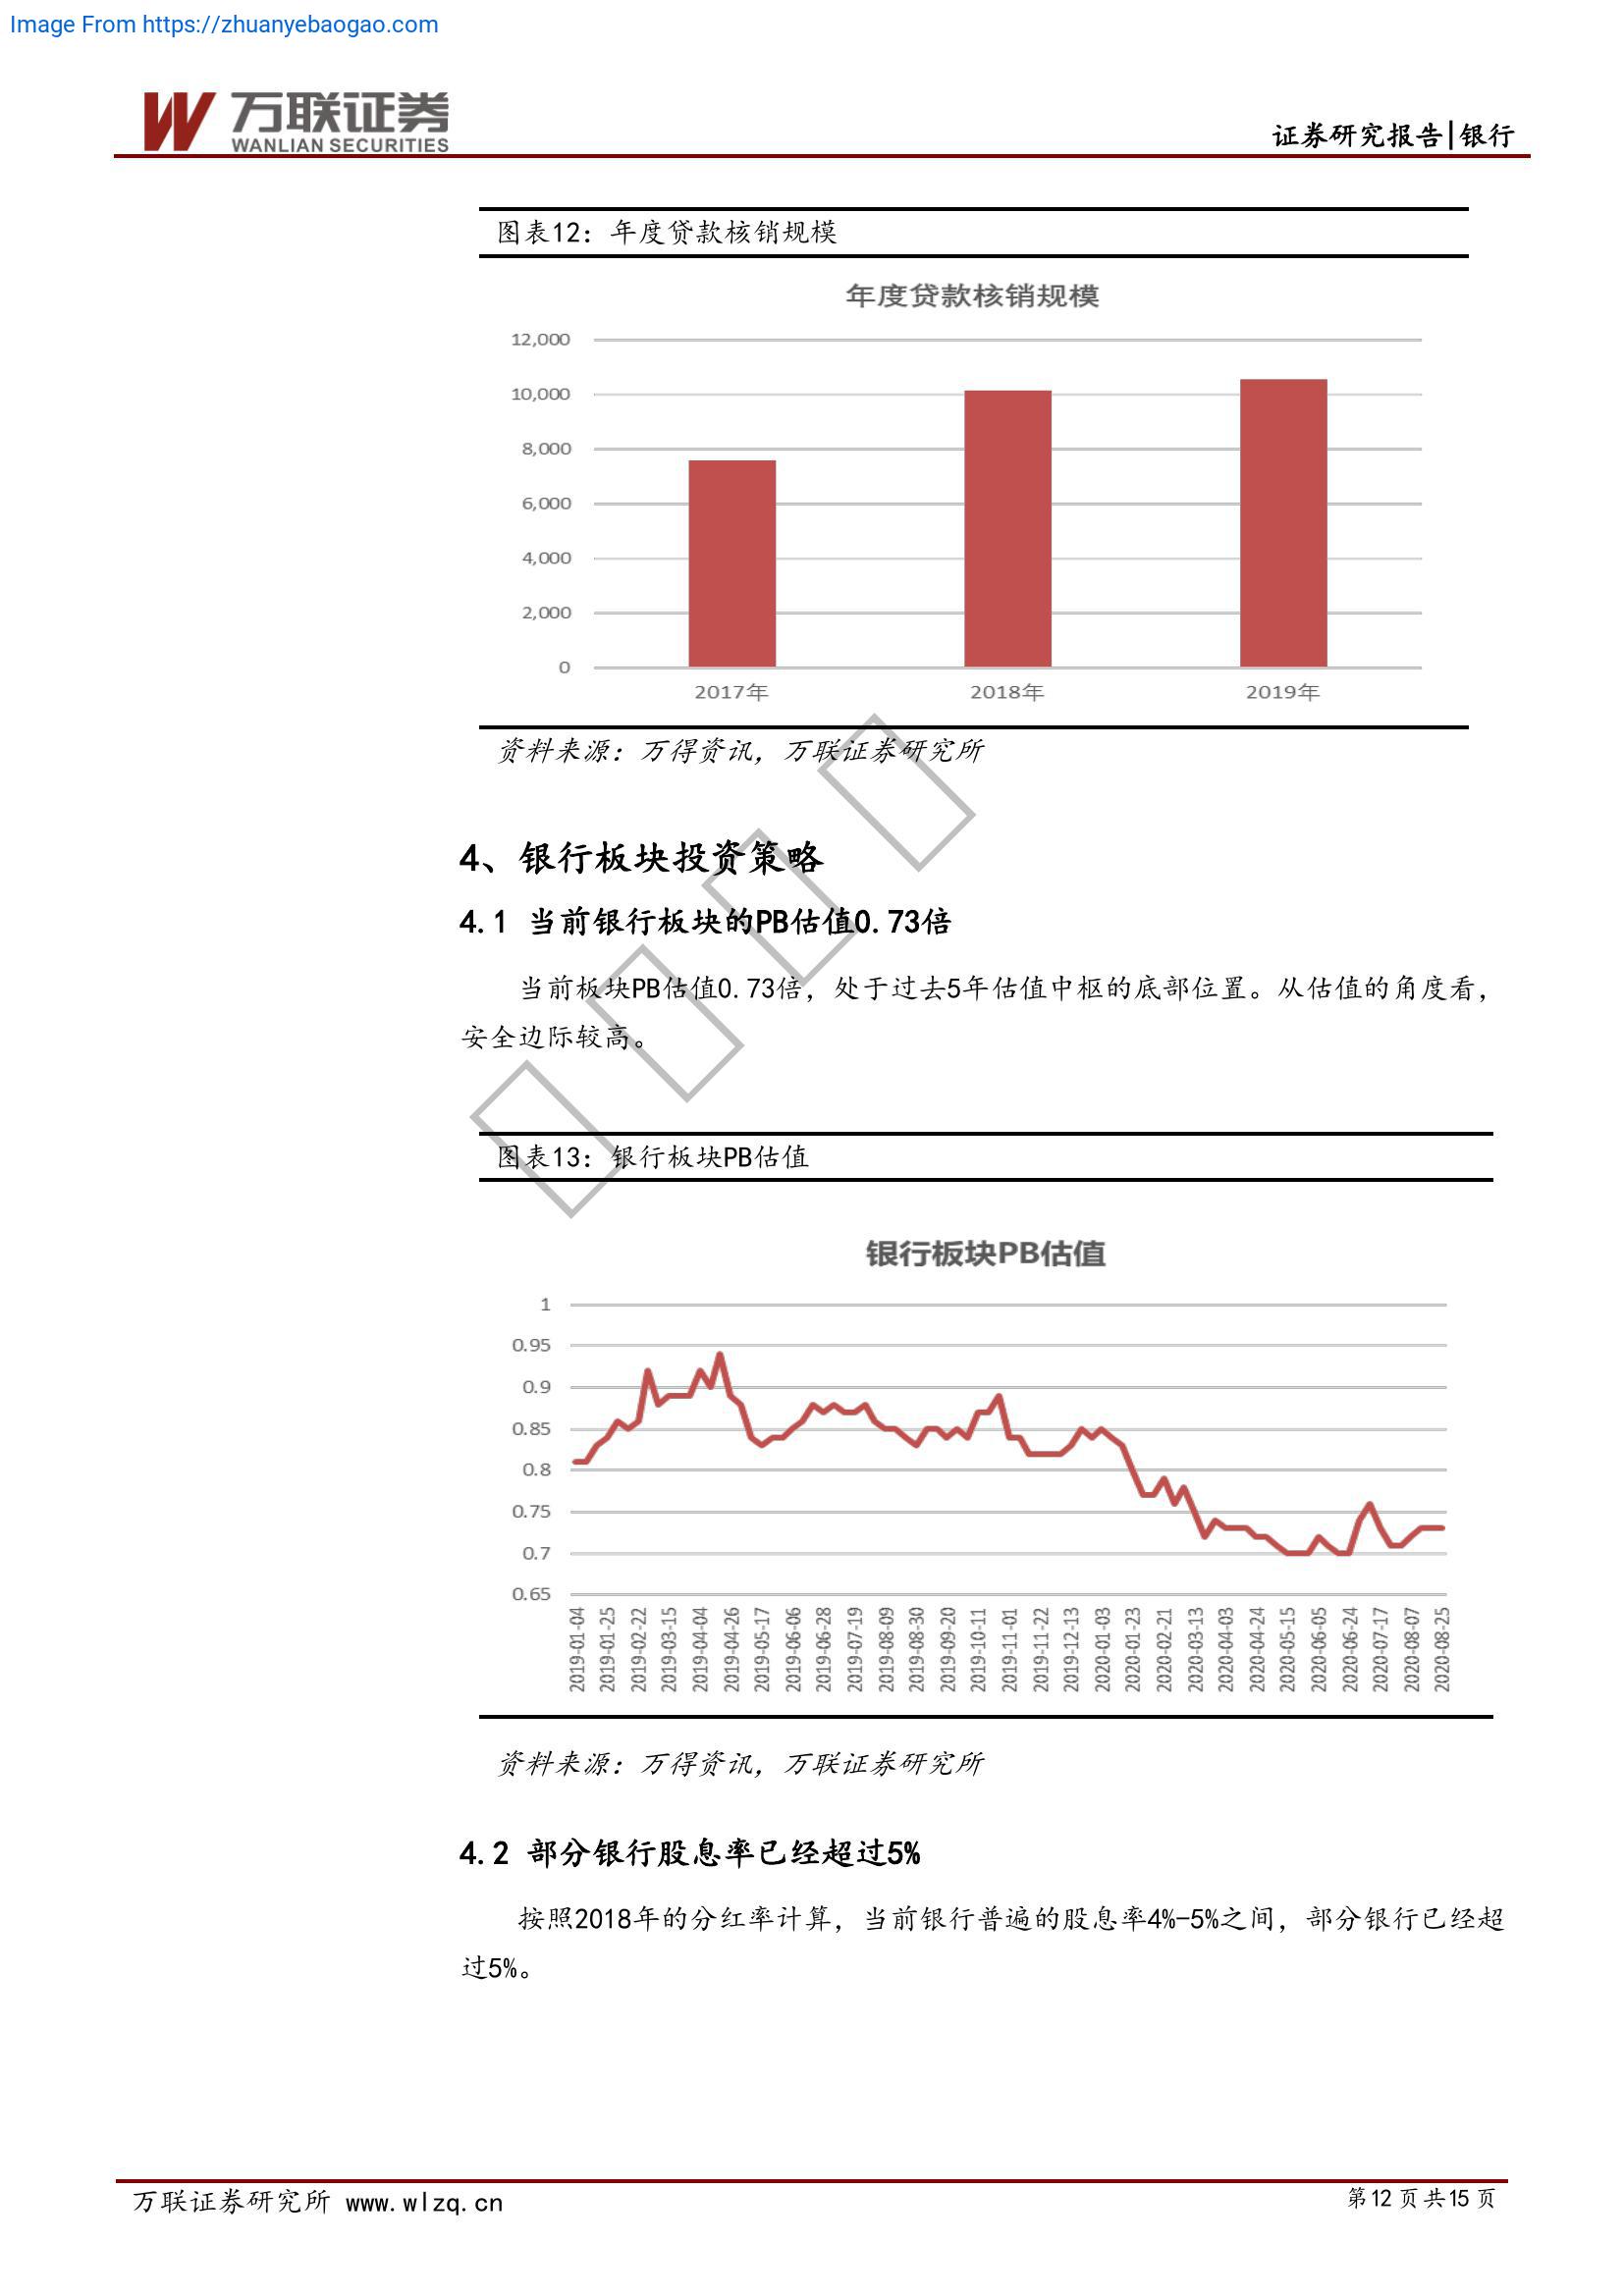 Image From https://zhuanyebaogao.com
万联证券
WANLIAN SECURITIES
证券研究报告|银行
图表12：年度贷款核销规模
年度贷款核销规模
12,000
10,000
8,000
6,000
4,000
2,000
0
2017年 2018年 2019年
资料来源：万得资讯，万联证券研究所
4、银行板块投资策略
4.1 当前银行板块的PB估值0.73倍
当前板块PB估值0.73倍，处于过去5年估值中枢的底部位置。从估值的角度看，
安全边际较高。
图表13：银行板块PB估值
银行板块PB估值
1
0.95
0.9
0.85
0.8
0.75
0.7
0.65
2019-01-04 2019-01-25 2019-02-22 2019-03-15 2019-04-04 2019-04-26 2019-05-17 2019-06-06 2019-06-28 2019-07-19 2019-08-09 2019-08-30 2019-09-20 2019-10-11 2019-11-01 2019-11-22 2019-12-13 2020-01-03 2020-01-23 2020-02-21 2020-03-13 2020-04-03 2020-04-24 2020-05-15 2020-06-05 2020-06-24 2020-07-17 2020-08-07 2020-08-25
资料来源：万得资讯，万联证券研究所
4.2 部分银行股息率已经超过5%
按照2018年的分红率计算，当前银行普遍的股息率4%-5%之间，部分银行已经超
过5%。
万联证券研究所 www.wlzq.cn
第12页共15页